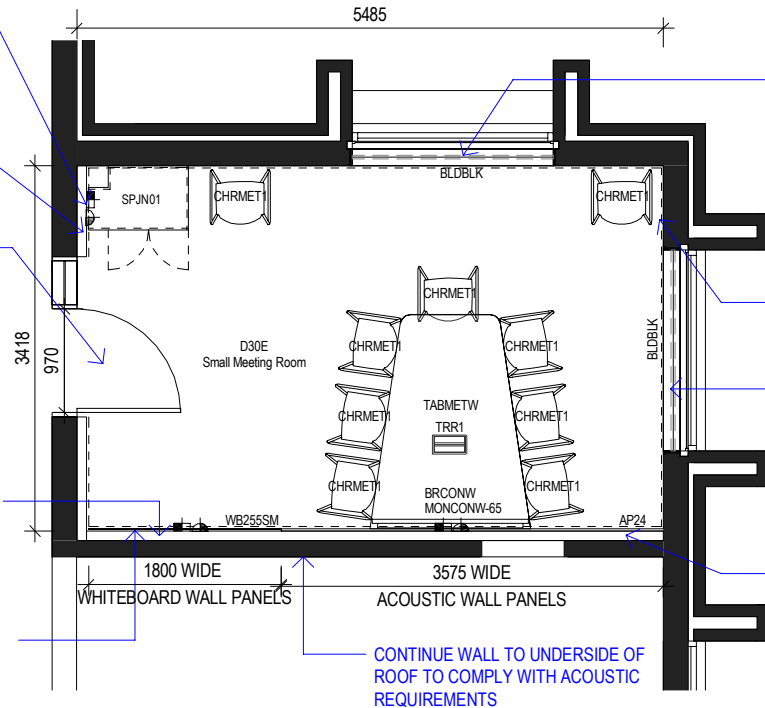 5485
BLDBLK
SPJN01
CHRMET1
CHRMET1
CHRMET1
3418
970
D30E
Small Meeting Room
CHRMET1
CHRMET1
BLDBLK
TABMETW
TRR1
CHRMET1
CHRMET1
CHRMET1
BRCONW
MONCONW-65
CHRMET1
WB255SM
AP24
1800 WIDE
WHITEBOARD WALL PANELS
3575 WIDE
ACOUSTIC WALL PANELS
CONTINUE WALL TO UNDERSIDE OF
ROOF TO COMPLY WITH ACOUSTIC
REQUIREMENTS